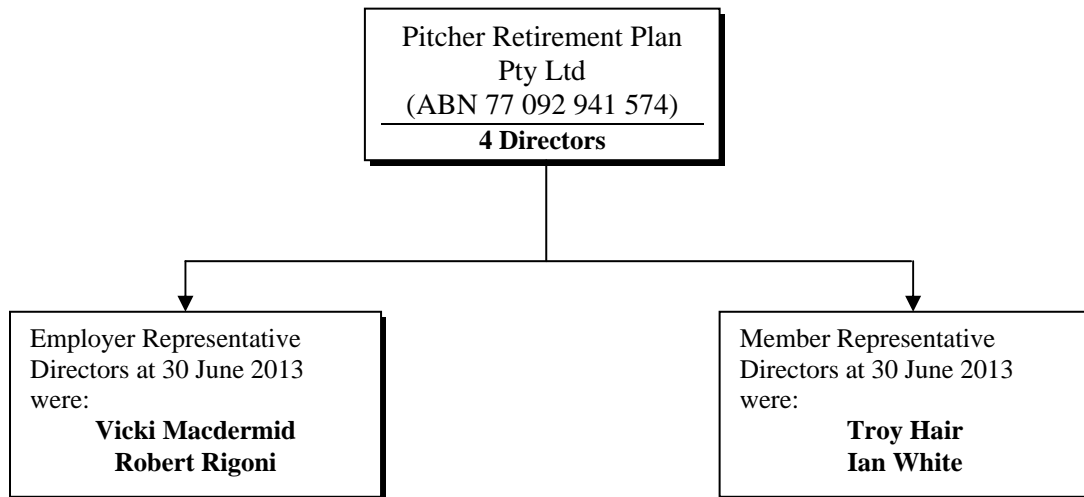 Pitcher Retirement Plan
Pty Ltd
(ABN 77 092 941 574)
4 Directors
Employer Representative
Directors at 30 June 2013
were:
Vicki Macdermid
Robert Rigoni
Member Representative
Directors at 30 June 2013
were:
Troy Hair
Ian White